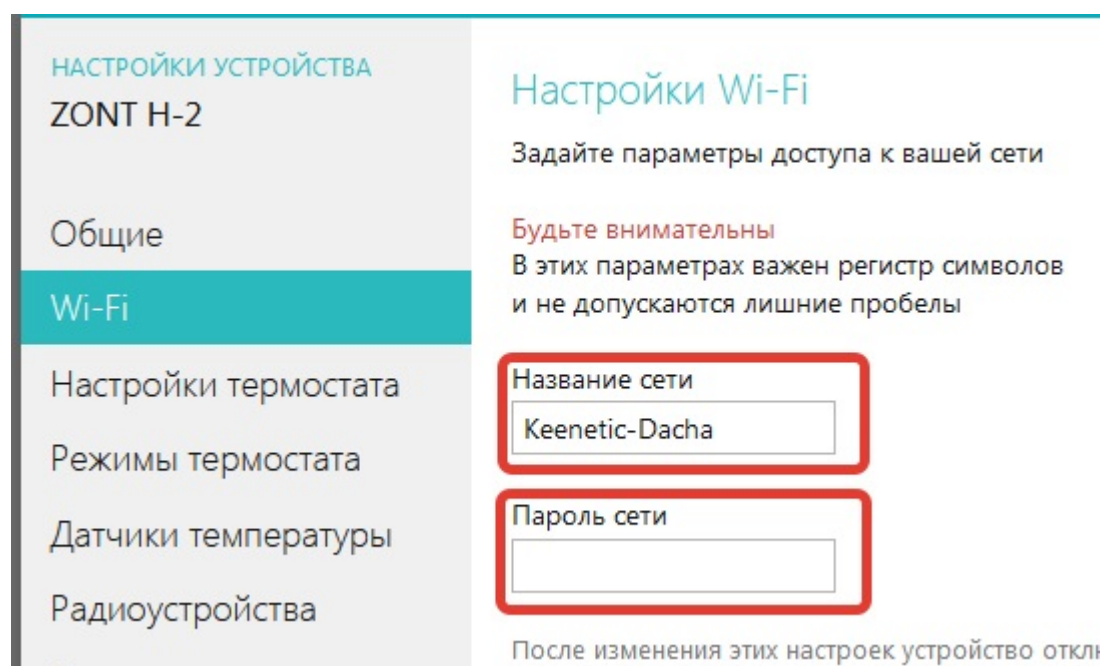 НАСТРОЙКИ УСТРОЙСТВА
ZONT H-2
Общие
Wi-Fi
Настройки термостата
Режимы термостата
Датчики температуры
Радиоустройства
Настройки Wi-Fi
Задайте параметры доступа к вашей сети
Будьте внимательны
В этих параметрах важен регистр символов
и не допускаются лишние пробелы
Название сети
Keenetic-Dacha
Пароль сети
После изменения этих настроек устройство